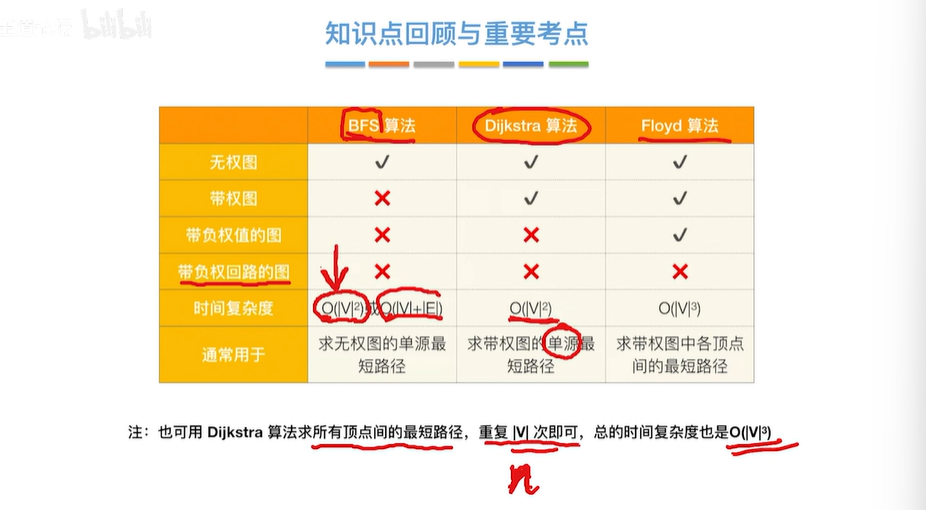 bilibili
知识点回顾与重要考点
BFS 算法 Dijkstra 算法 Floyd 算法
无权图 ✓ ✓ ✓
带权图 ✕ ✓ ✓
带负权值的图 ✕ ✕ ✓
带负权回路的图 ✕ ✕ ✕
时间复杂度 O(|V|²)或O(|V|+|E|) O(|V|²) O(|V|³)
通常用于 求无权图的单源最短路径 求带权图的单源最短路径 求带权图中各顶点间的最短路径
注：也可用 Dijkstra 算法求所有顶点间的最短路径，重复 |V| 次即可，总的时间复杂度也是O(|V|³)
n